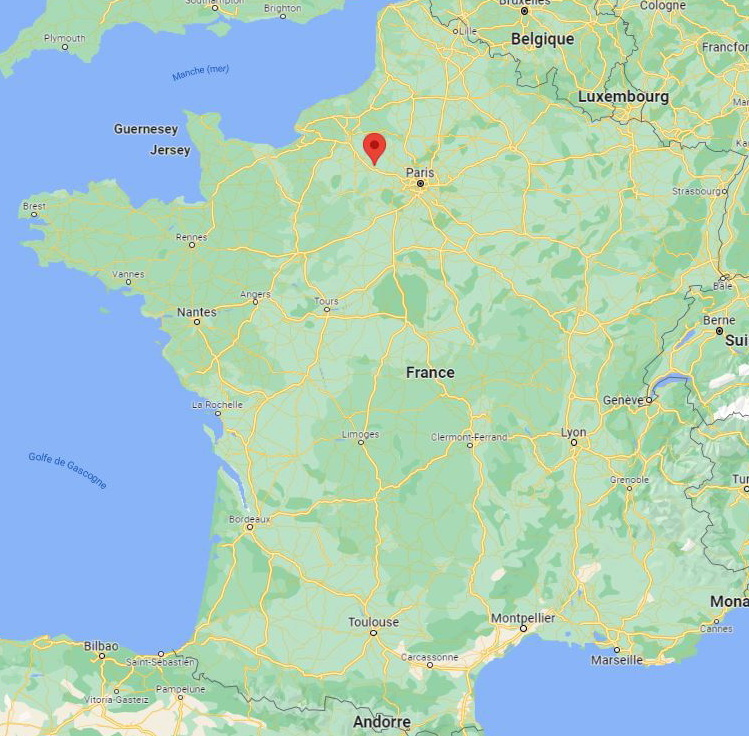 Southampton
Brighton
Bruxelles
Cologne
Plymouth
Lille
Belgique
Manche (mer)
Luxembourg
Guernesey
Jersey
Paris
Strasbourg
Brest
Rennes
Vannes
Bâle
Angers
Tours
Nantes
Berne
France
Genève
La Rochelle
Limoges
Clermont-Ferrand
Lyon
Golfe de Gascogne
Grenoble
Bordeaux
Toulouse
Montpellier
Mona
Cannes
Bilbao
Saint-Sébastien
Carcassonne
Marseille
Vitoria-Gasteiz
Pampelune
Andorre